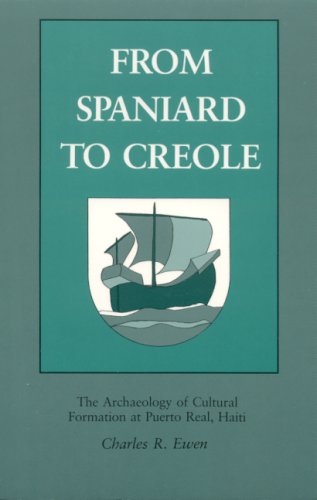 FROM
SPANIARD
TO CREOLE
The Archaeology of Cultural
Formation at Puerto Real, Haiti
Charles R. Ewen